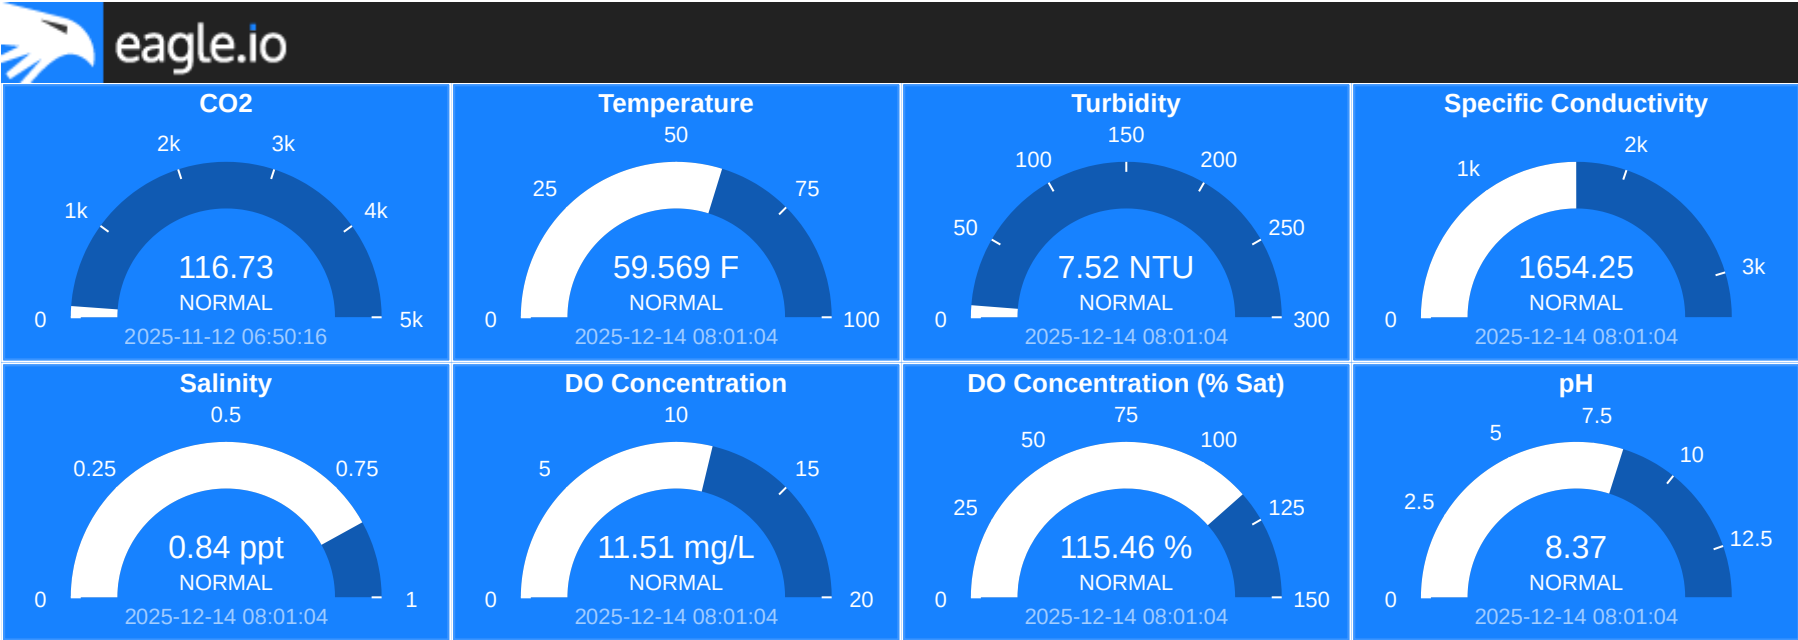 eagle.io
CO2
0
1k
2k
3k
4k
5k
116.73
NORMAL
2025-11-12 06:50:16
Temperature
0
25
50
75
100
59.569 F
NORMAL
2025-12-14 08:01:04
Turbidity
0
50
100
150
200
250
300
7.52 NTU
NORMAL
2025-12-14 08:01:04
Specific Conductivity
0
1k
2k
3k
1654.25
NORMAL
2025-12-14 08:01:04
Salinity
0
0.25
0.5
0.75
1
0.84 ppt
NORMAL
2025-12-14 08:01:04
DO Concentration
0
5
10
15
20
11.51 mg/L
NORMAL
2025-12-14 08:01:04
DO Concentration (% Sat)
0
25
50
75
100
125
150
115.46 %
NORMAL
2025-12-14 08:01:04
pH
0
2.5
5
7.5
10
12.5
8.37
NORMAL
2025-12-14 08:01:04